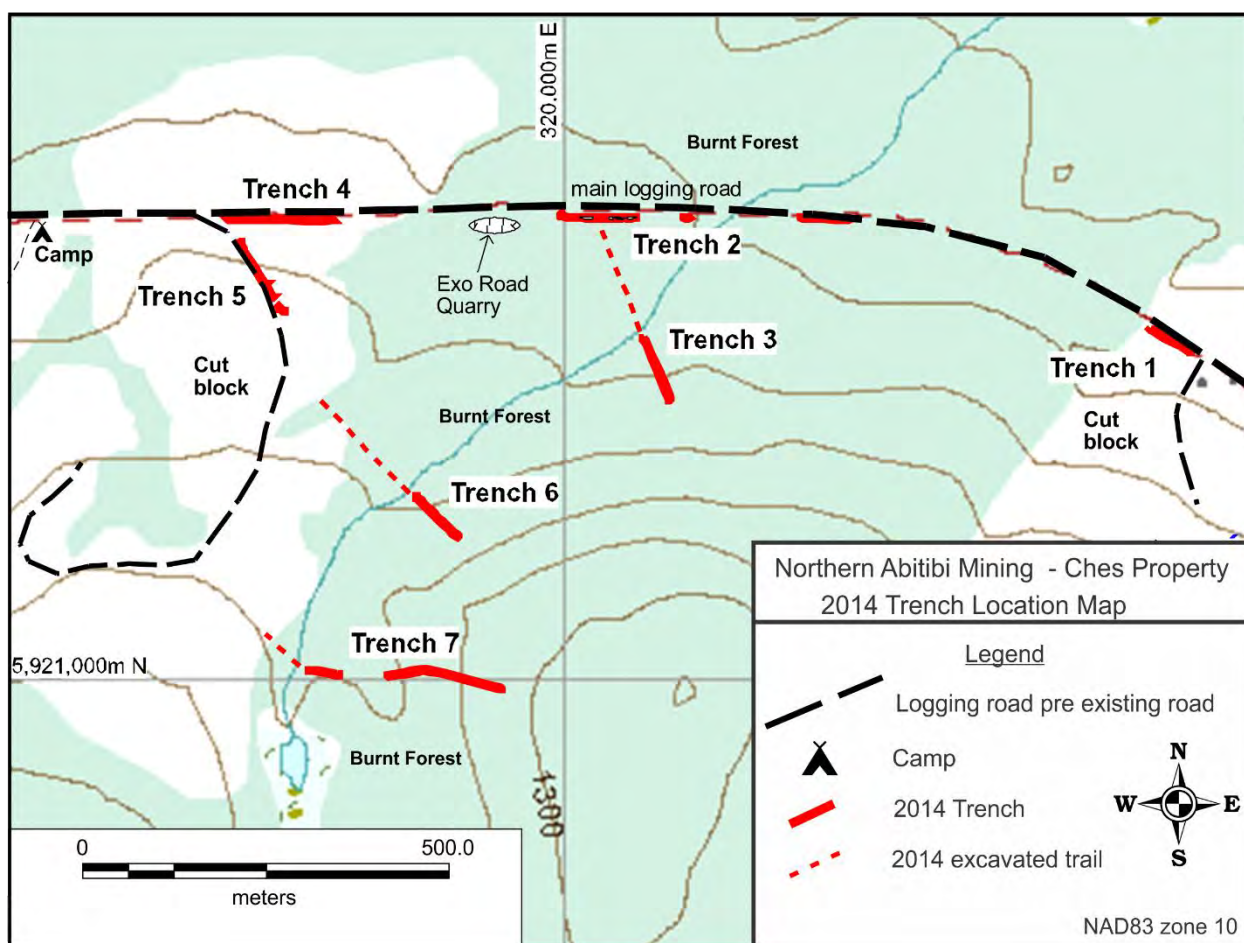 320,000m E
Burnt Forest
Trench 4
main logging road
Camp
Trench 2
Trench 5
Exo Road
Quarry
Trench 3
Trench 1
Cut
block
Burnt Forest
Cut
block
Trench 6
Trench 7
5,921,000m N
Burnt Forest
1300
0 500.0
meters
Northern Abitibi Mining - Ches Property
2014 Trench Location Map
Legend
Logging road pre existing road
Camp
2014 Trench
2014 excavated trail
N
W E
S
NAD83 zone 10